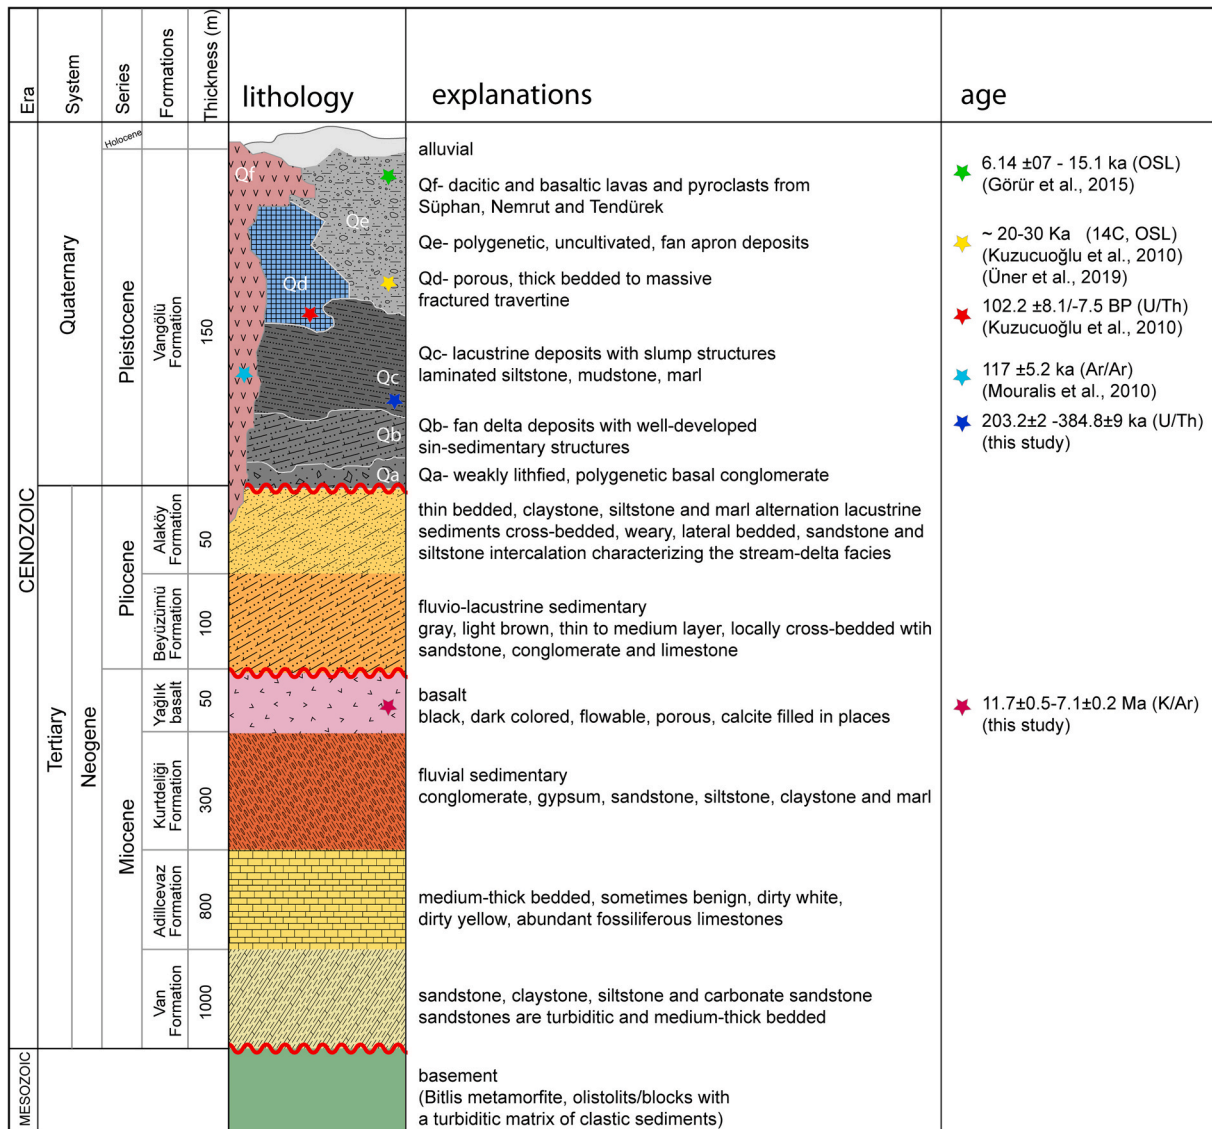 Era
System
Series
Formations
Thickness (m)
lithology
explanations
age
CENOZOIC
MESOZOIC
Quaternary
Tertiary
Neogene
Holocene
Pleistocene
Pliocene
Miocene
Vangölü
Formation
150
Alaköy
Formation
50
Beyüzümü
Formation
100
Yağlık
basalt
50
Kurtdeliği
Formation
300
Adillcevaz
Formation
800
Van
Formation
1000
Qf
Qe
Qd
Qc
Qb
Qa
alluvial
Qf- dacitic and basaltic lavas and pyroclasts from
Süphan, Nemrut and Tendürek
Qe- polygenetic, uncultivated, fan apron deposits
Qd- porous, thick bedded to massive
fractured travertine
Qc- lacustrine deposits with slump structures
laminated siltstone, mudstone, marl
Qb- fan delta deposits with well-developed
sin-sedimentary structures
Qa- weakly lithfied, polygenetic basal conglomerate
thin bedded, claystone, siltstone and marl alternation lacustrine
sediments cross-bedded, weary, lateral bedded, sandstone and
siltstone intercalation characterizing the stream-delta facies
fluvio-lacustrine sedimentary
gray, light brown, thin to medium layer, locally cross-bedded wtih
sandstone, conglomerate and limestone
basalt
black, dark colored, flowable, porous, calcite filled in places
fluvial sedimentary
conglomerate, gypsum, sandstone, siltstone, claystone and marl
medium-thick bedded, sometimes benign, dirty white,
dirty yellow, abundant fossiliferous limestones
sandstone, claystone, siltstone and carbonate sandstone
sandstones are turbiditic and medium-thick bedded
basement
(Bitlis metamorfite, olistolits/blocks with
a turbiditic matrix of clastic sediments)
6.14 ±07 - 15.1 ka (OSL)
(Görür et al., 2015)
~ 20-30 Ka (14C, OSL)
(Kuzucuoğlu et al., 2010)
(Üner et al., 2019)
102.2 ±8.1/-7.5 BP (U/Th)
(Kuzucuoğlu et al., 2010)
117 ±5.2 ka (Ar/Ar)
(Mouralis et al., 2010)
203.2±2 -384.8±9 ka (U/Th)
(this study)
11.7±0.5-7.1±0.2 Ma (K/Ar)
(this study)